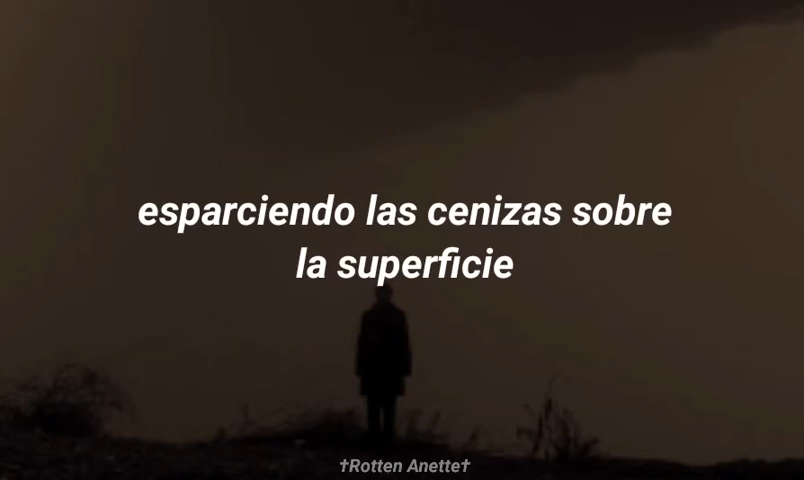 esparciendo las cenizas sobre
la superficie
✝Rotten Anette✝